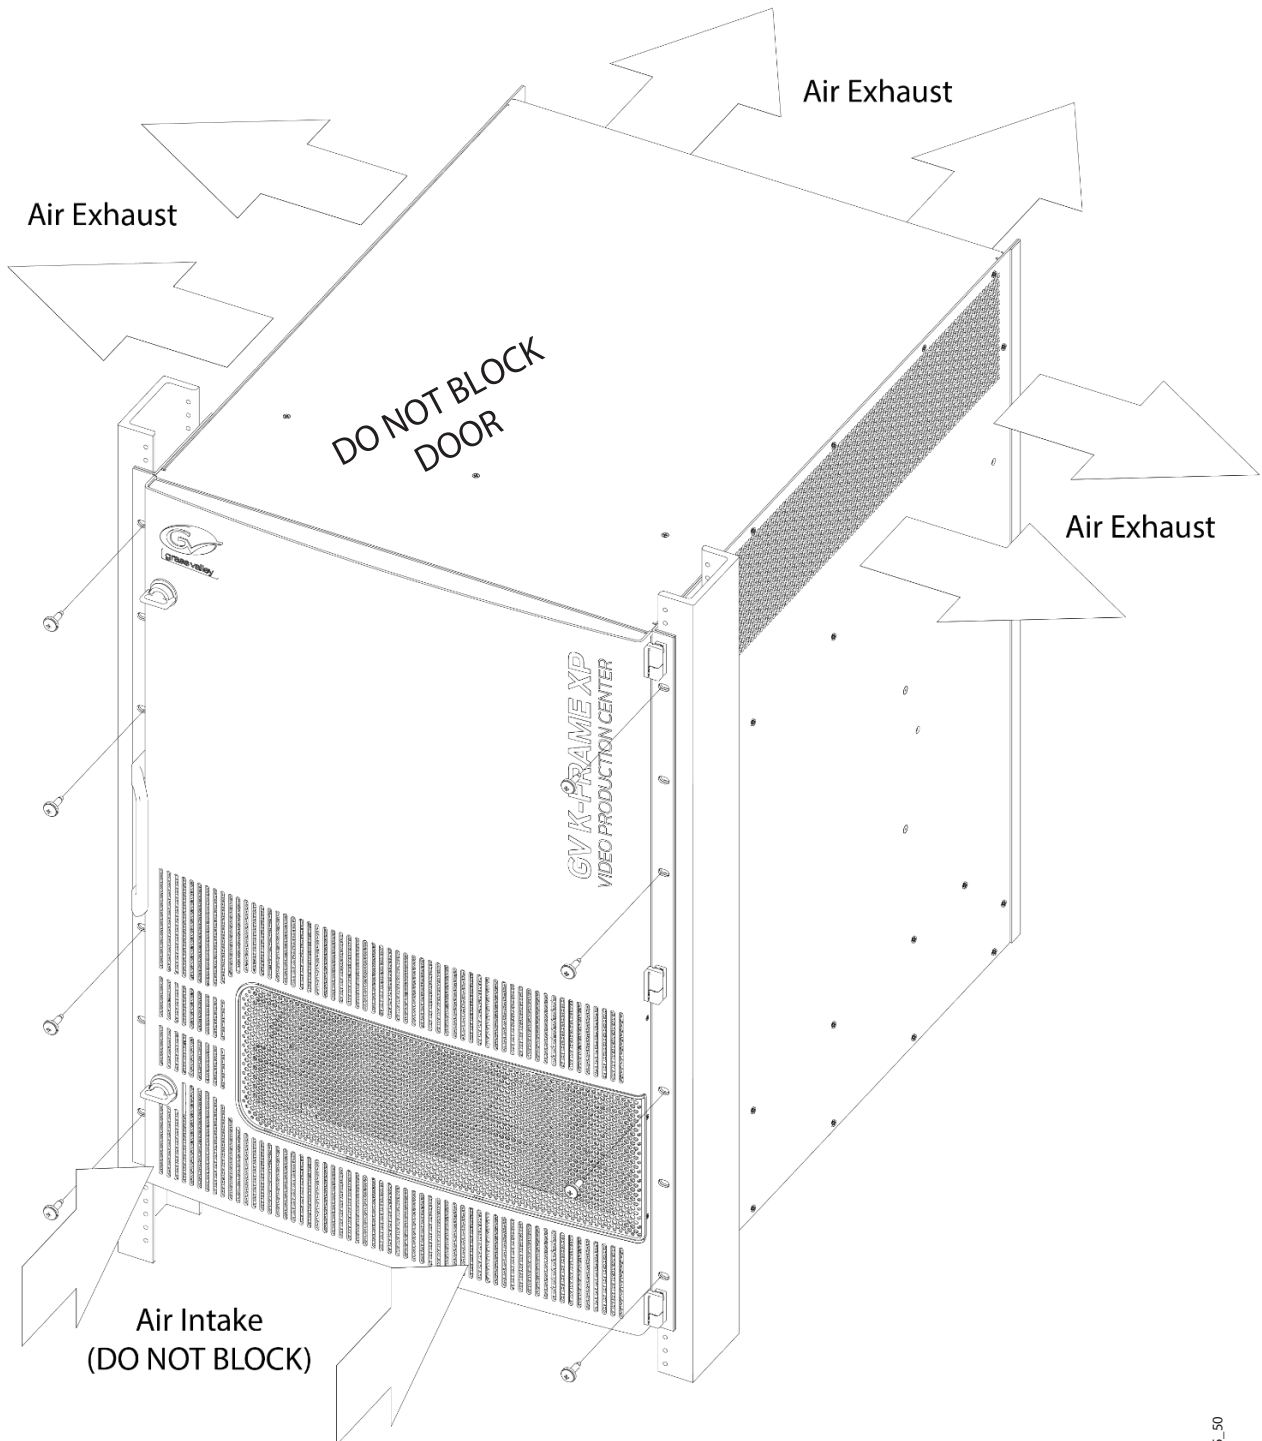 Air Exhaust
Air Exhaust
DO NOT BLOCK
DOOR
Air Exhaust
GV
grass valley
GV K-FRAME XP
VIDEO PRODUCTION CENTER
Air Intake
(DO NOT BLOCK)